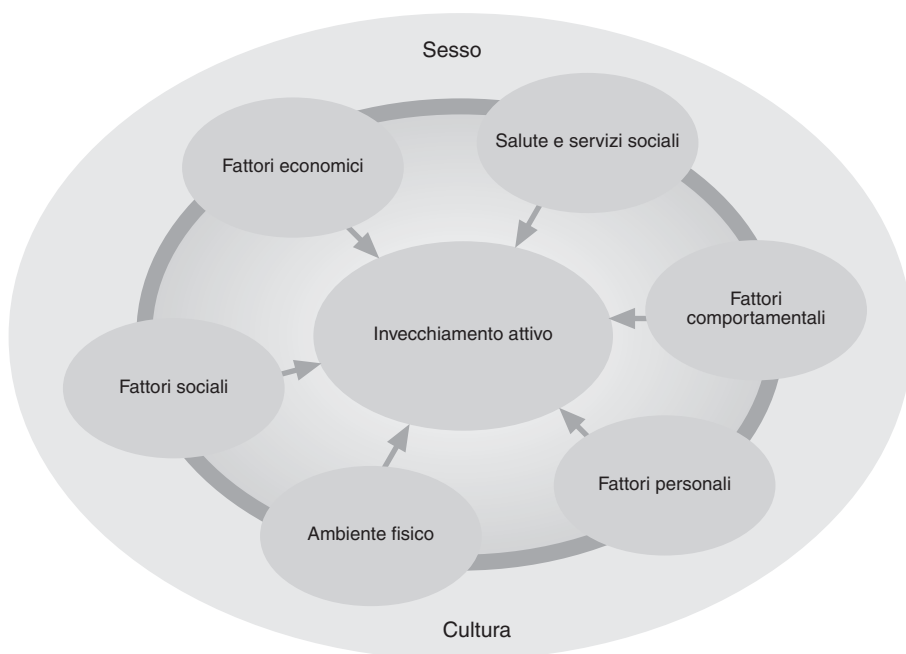 Sesso
Salute e servizi sociali
Fattori economici
Fattori
comportamentali
Invecchiamento attivo
Fattori sociali
Fattori personali
Ambiente fisico
Cultura